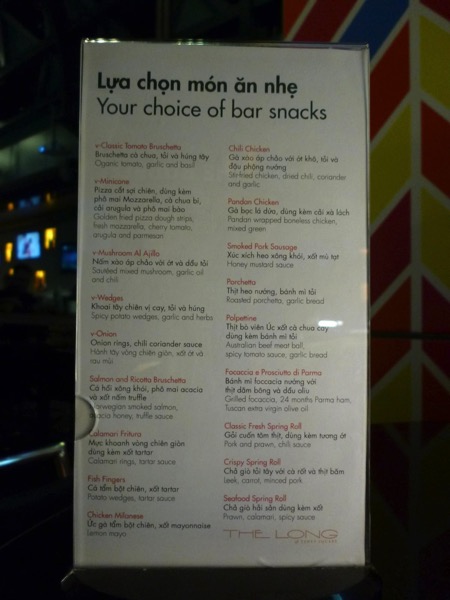 Lựa chọn món ăn nhẹ
Your choice of bar snacks
v-Classic Tomato Bruschetta
Bruschetta cà chua, tỏi và húng tây
Oganic tomato, garlic and basil
v-Minicone
Pizza cắt sợi chiên, dùng kèm
phô mai Mozzarella, cà chua bi,
cải arugula và phô mai bào
Golden fried pizza dough strips,
fresh mozzarella, cherry tomato,
arugula and parmesan
v-Mushroom Al Ajillo
Nấm xào áp chảo với ớt và dầu tỏi
Sautéed mixed mushroom, garlic oil
and chili
v-Wedges
Khoai tây chiên vị cay, tỏi và húng
Spicy potato wedges, garlic and herbs
v-Onion
Onion rings, chili coriander sauce
Hành tây vòng chiên giòn, xốt ớt và
rau mùi
Salmon and Ricotta Bruschetta
Cá hồi xông khói, phô mai acacia
và xốt nấm truffle
Norwegian smoked salmon,
acacia honey, truffle sauce
Calamari Frittura
Mực khoanh vòng chiên giòn
dùng kèm xốt tartar
Calamari rings, tartar sauce
Fish Fingers
Cá tẩm bột chiên, xốt tartar
Potato wedges, tartar sauce
Chicken Milanese
Ức gà tẩm bột chiên, xốt mayonnaise
Lemon mayo
Chili Chicken
Gà xào áp chảo với ớt khô, tỏi và
đậu phộng nướng
Stir-fried chicken, dried chili, coriander
and garlic
Pandan Chicken
Gà bọc lá dứa, dùng kèm cải xà lách
Pandan wrapped boneless chicken,
mixed green
Smoked Pork Sausage
Xúc xích heo xông khói, xốt mù tạt
Honey mustard sauce
Porchetta
Thịt heo nướng, bánh mì tỏi
Roasted porchetta, garlic bread
Polpettine
Thịt bò viên Úc xốt cà chua cay
dùng kèm bánh mì tỏi
Australian beef meat ball,
spicy tomato sauce, garlic bread
Focaccia e Prosciutto di Parma
Bánh mì foccacia nướng với
thịt dăm bông và dầu ôliu
Grilled focaccia, 24 months Parma ham,
Tuscan extra virgin olive oil
Classic Fresh Spring Roll
Gỏi cuốn tôm thịt, dùng kèm tương ớt
Pork and prawn, chili sauce
Crispy Spring Roll
Chả giò tỏi tây với cà rốt và thịt băm
Leek, carrot, minced pork
Seafood Spring Roll
Chả giò hải sản dùng kèm xốt
Prawn, calamari, spicy sauce
THE LONG